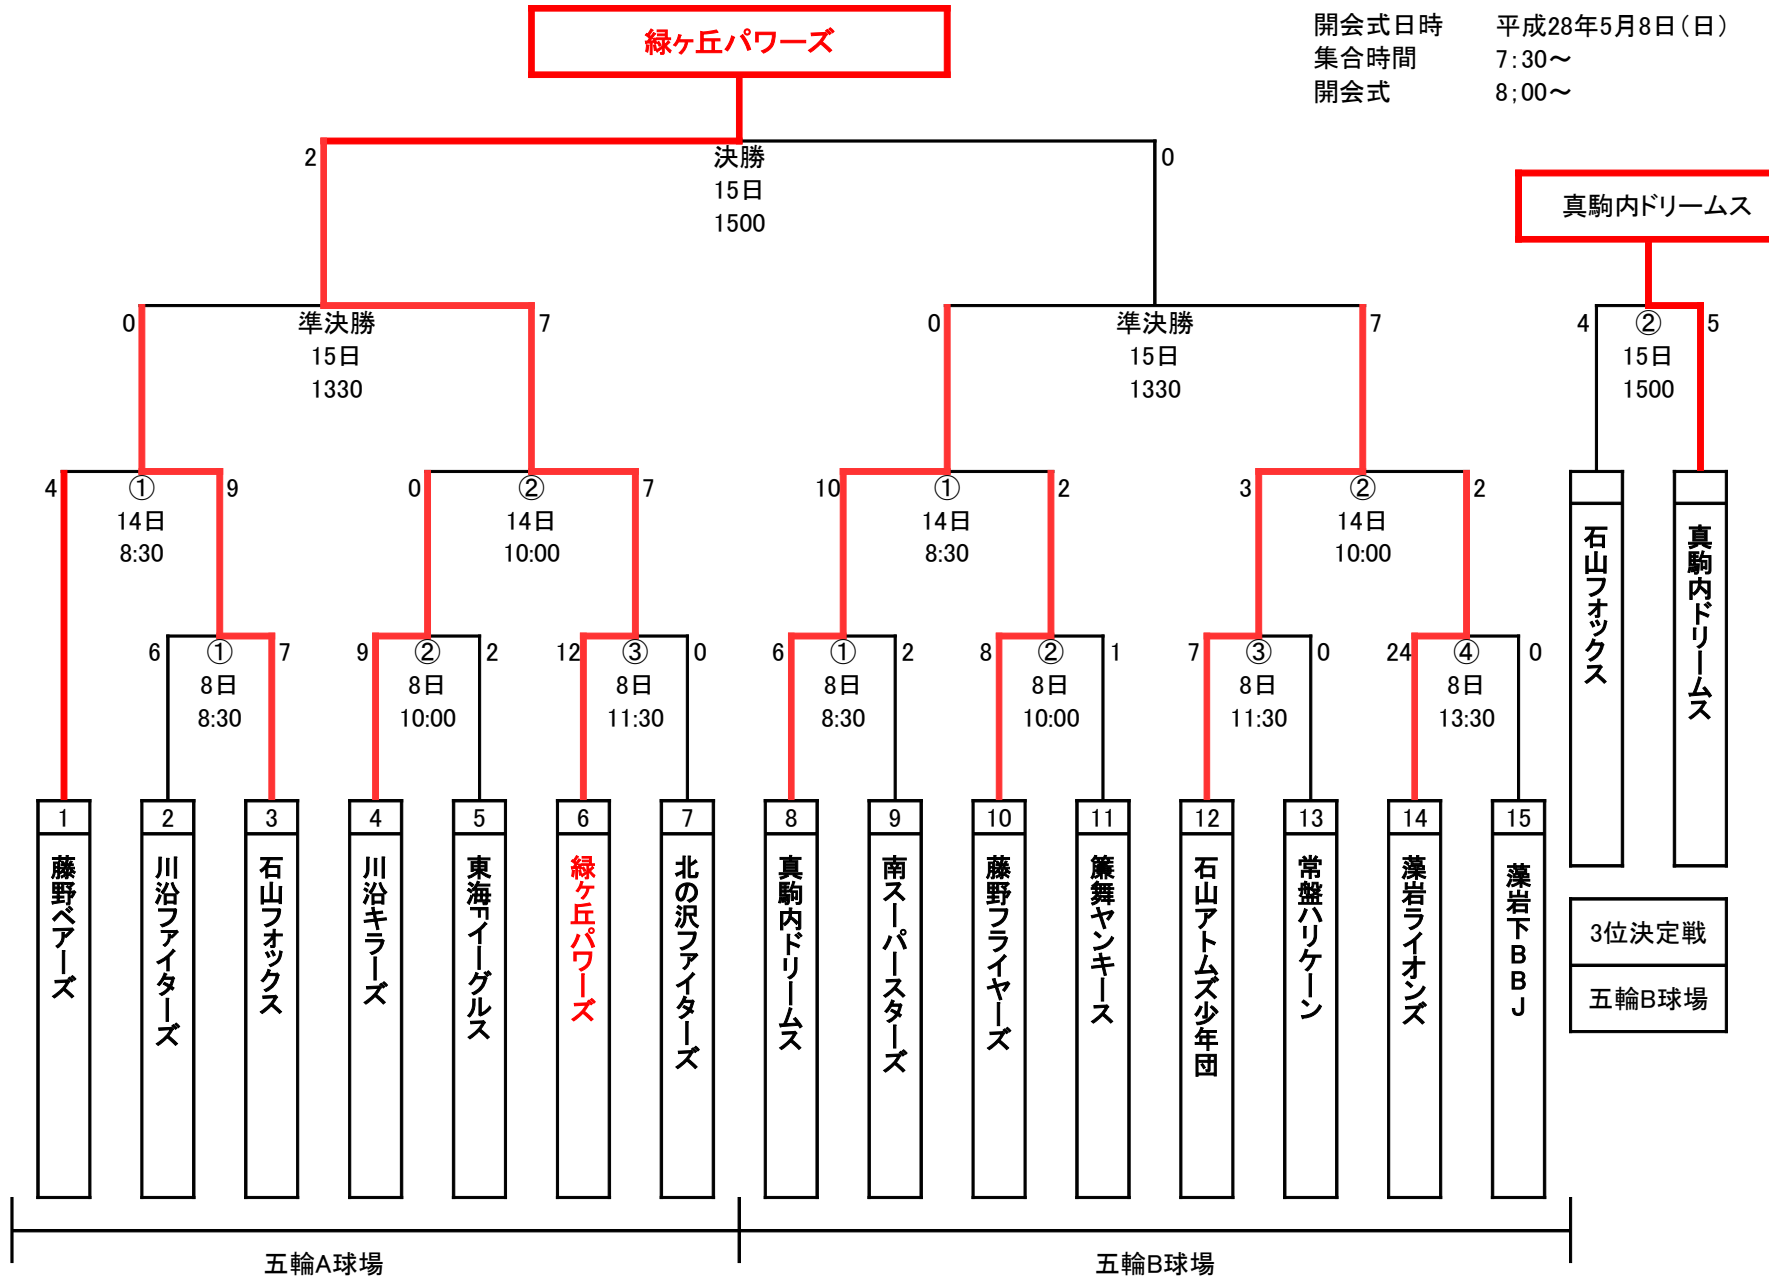 緑ヶ丘パワーズ
開会式日時 平成28年5月8日(日)
集合時間 7:30～
開会式 8;00～
2 決勝 0
15日
1500
真駒内ドリームス
0 準決勝 7
15日
1330
0 準決勝 7
15日
1330
4 ② 5
15日
1500
4 ① 9
14日
8:30
0 ② 7
14日
10:00
10 ① 2
14日
8:30
3 ② 2
14日
10:00
石山フォックス
真駒内ドリームス
6 ① 7
8日
8:30
9 ② 2
8日
10:00
12 ③ 0
8日
11:30
6 ① 2
8日
8:30
8 ② 1
8日
10:00
7 ③ 0
8日
11:30
24 ④ 0
8日
13:30
1 藤野ベアーズ
2 川沿ファイターズ
3 石山フォックス
4 川沿キラーズ
5 東海Fイーグルス
6 緑ヶ丘パワーズ
7 北の沢ファイターズ
8 真駒内ドリームス
9 南スーパースターズ
10 藤野フライヤーズ
11 簾舞ヤンキース
12 石山アトムズ少年団
13 常盤ハリケーン
14 藻岩ライオンズ
15 藻岩下BBJ
3位決定戦
五輪B球場
五輪A球場
五輪B球場